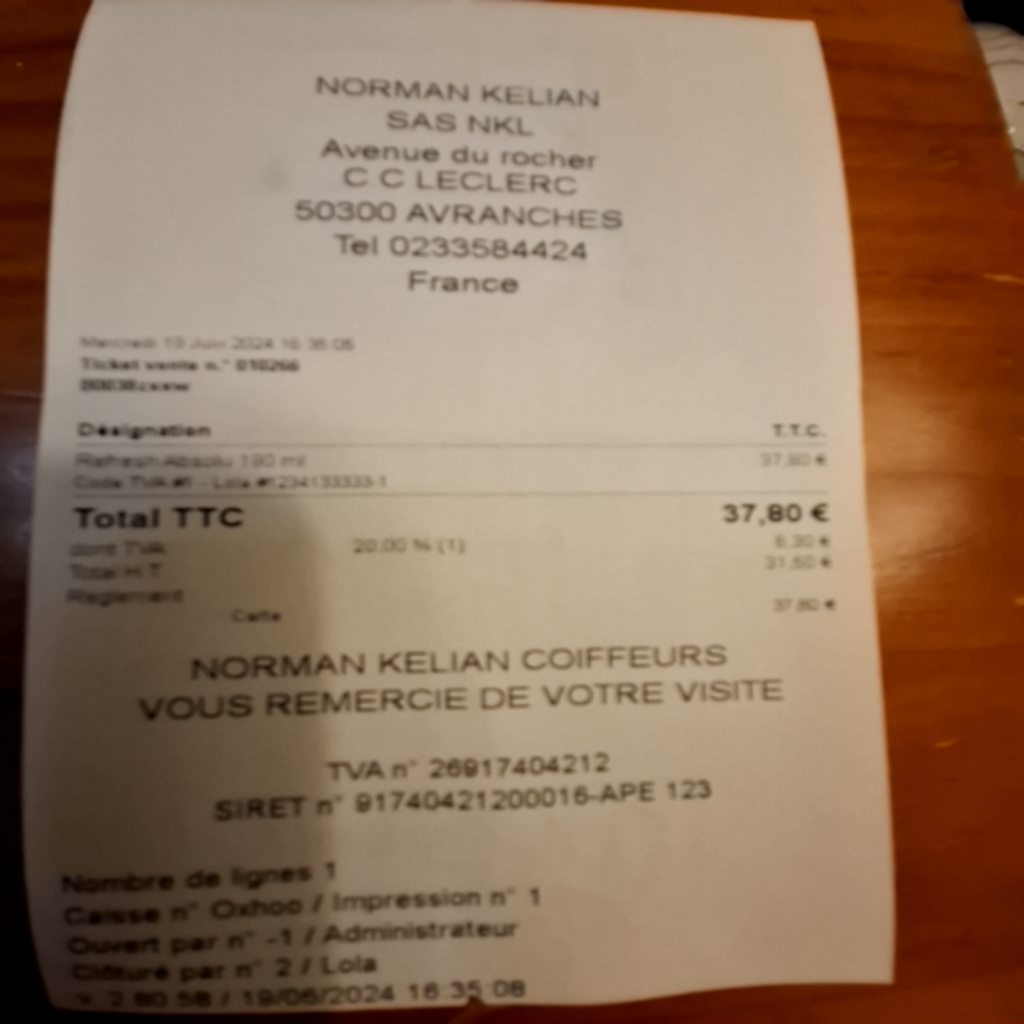 NORMAN KELIAN
SAS NKL
Avenue du rocher
C.C LECLERC
50300 AVRANCHES
Tel 0233584424
France
Mercredi 19 Juin 2024 16:35:05
Ticket vente n.° 010266
Désignation T.T.C.
Refresh Absolu 190 ml 37,80 €
Code TVA #1 - Lola
Total TTC 37,80 €
dont TVA 20,00 % (1) 6,30 €
Total H.T 31,50 €
Reglement
Carte 37,80 €
NORMAN KELIAN COIFFEURS
VOUS REMERCIE DE VOTRE VISITE
TVA n° 26917404212
SIRET n° 91740421200016-APE 123
Nombre de lignes 1
Caisse n° Oxhoo / Impression n° 1
Ouvert par n° -1 / Administrateur
Clôturé par n° 2 / Lola
v. 2.80.58 / 19/06/2024 16:35:08